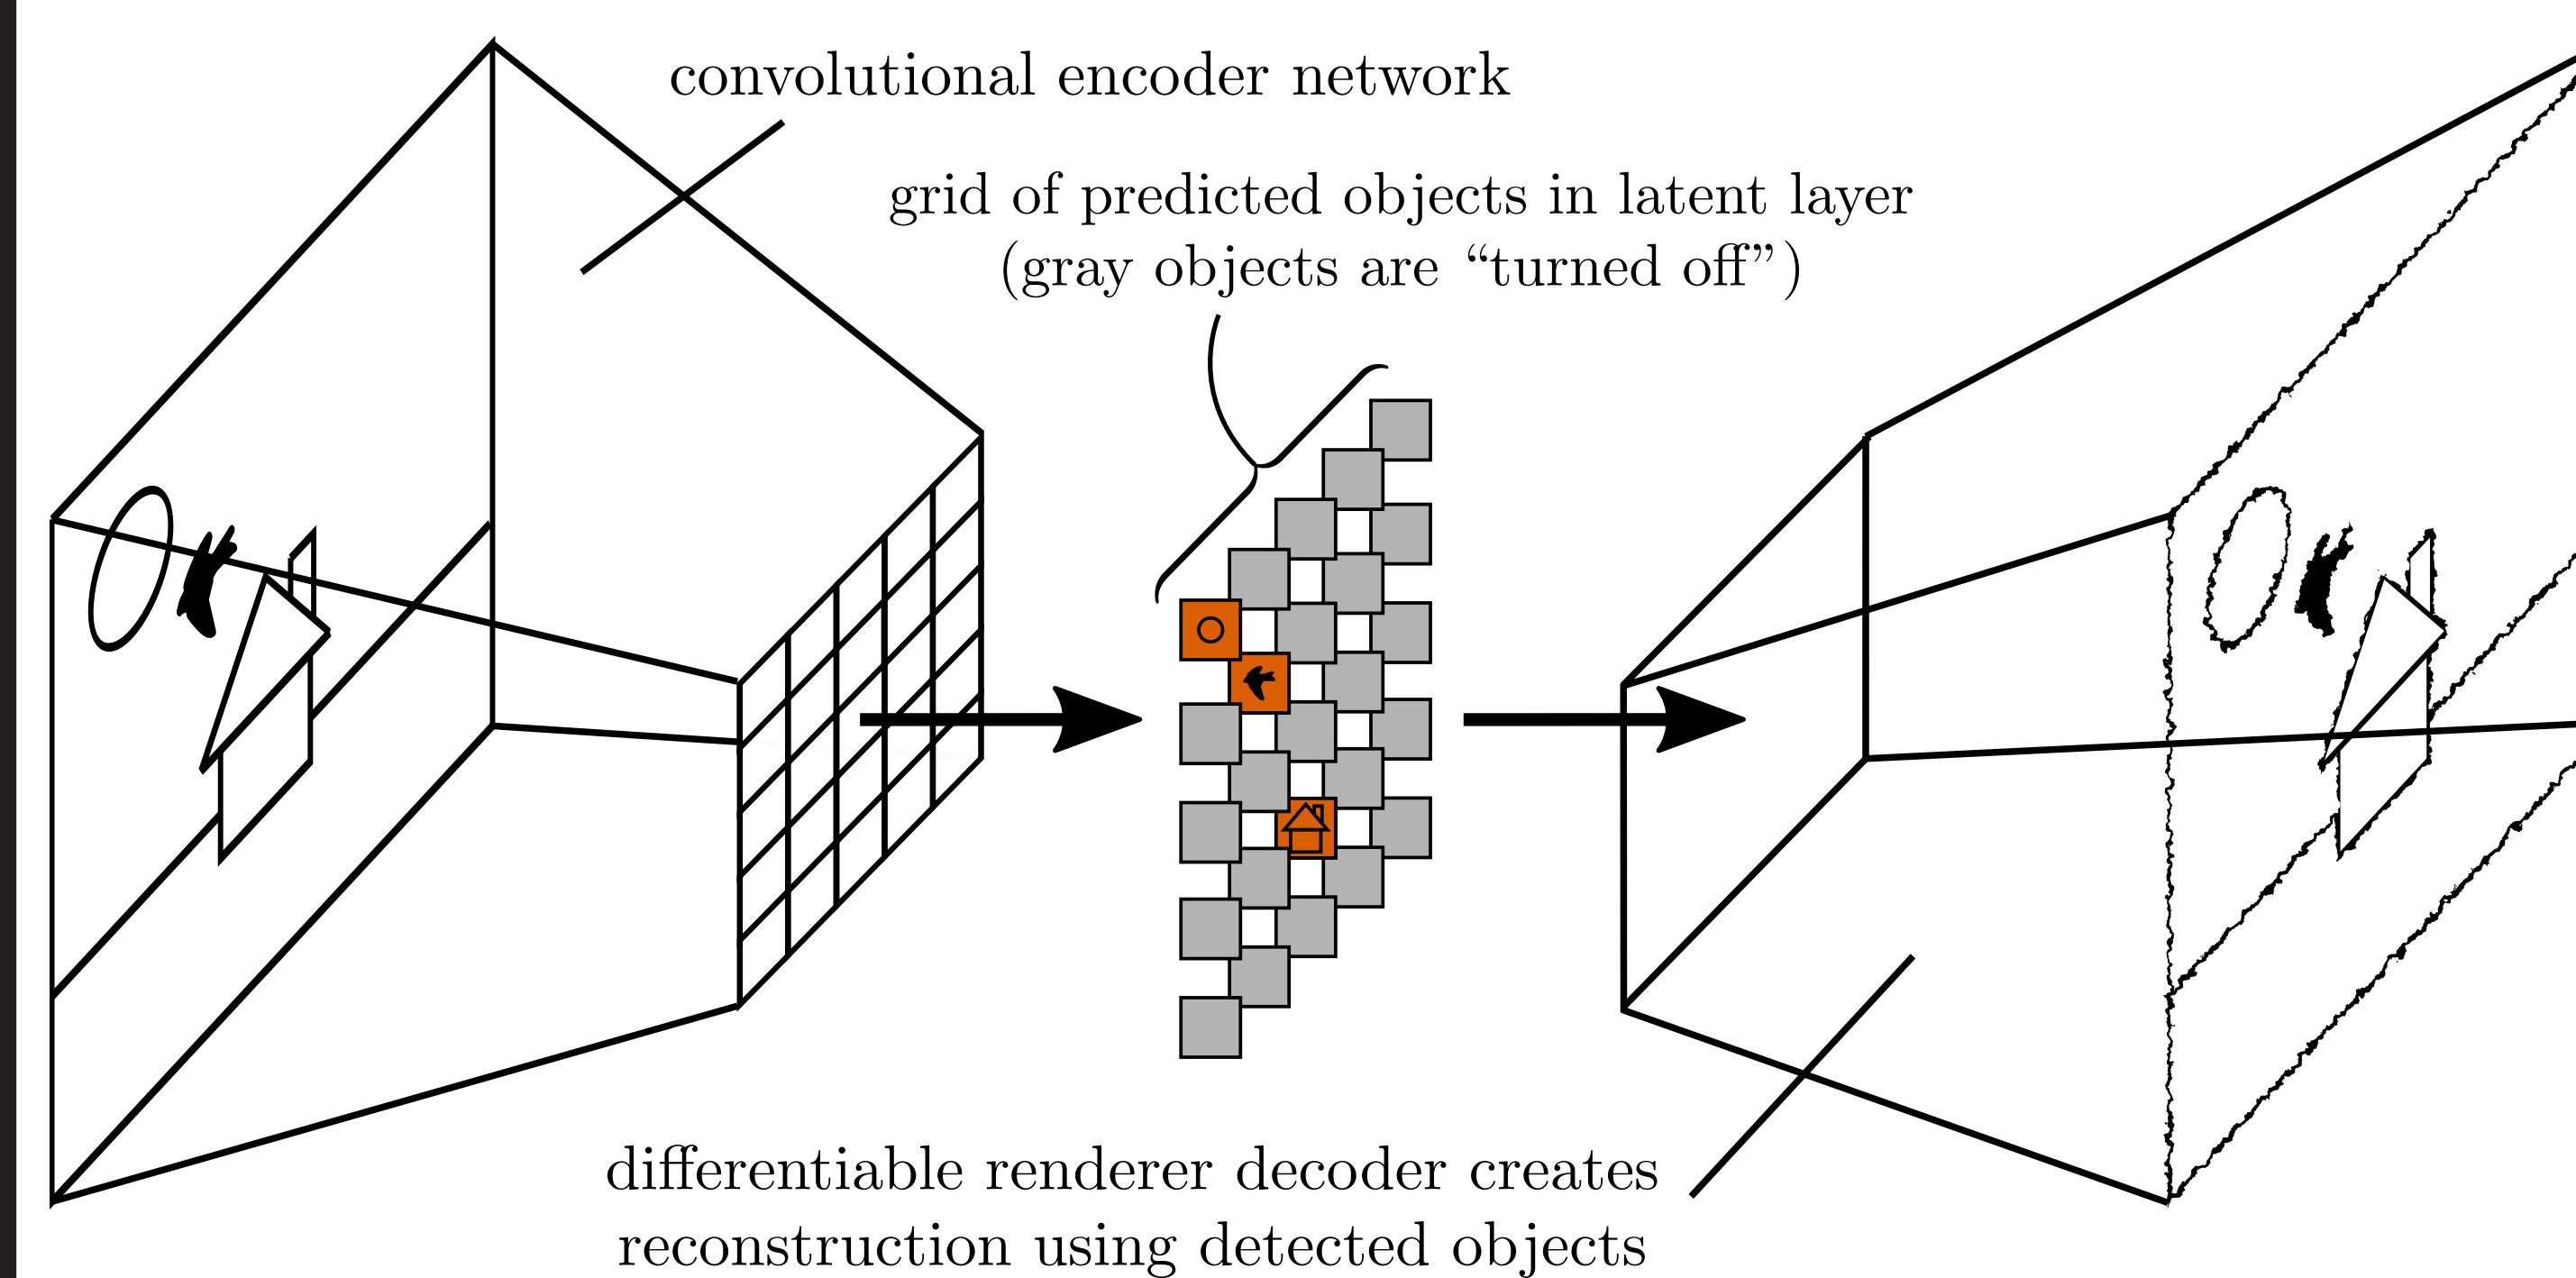 convolutional encoder network
grid of predicted objects in latent layer
(gray objects are “turned off”)
differentiable renderer decoder creates
reconstruction using detected objects